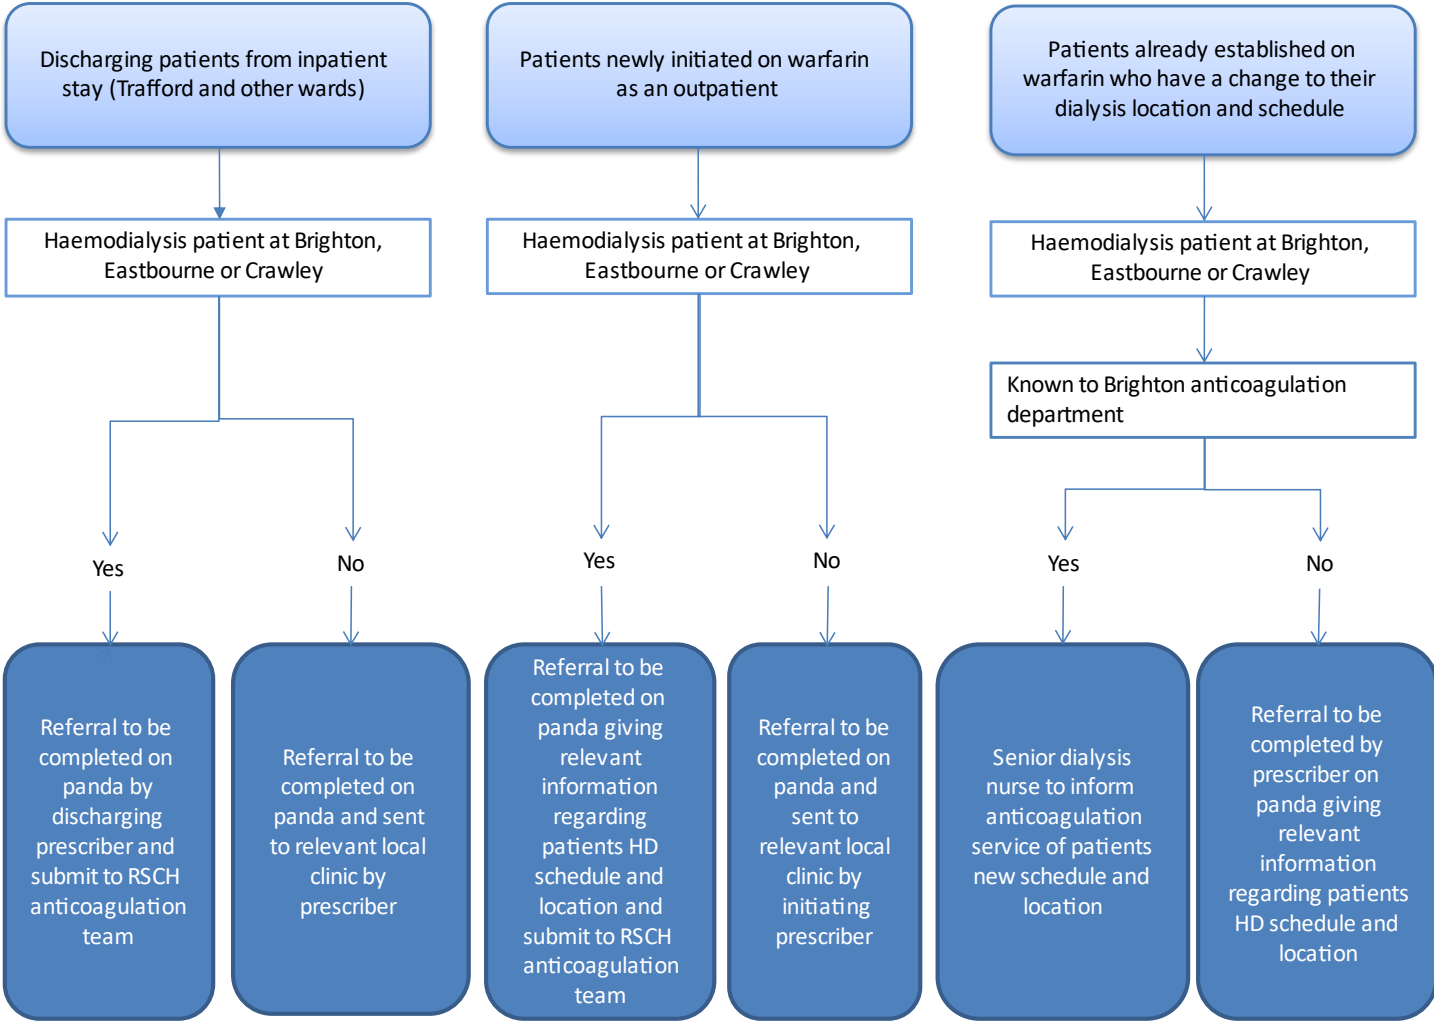 Discharging patients from inpatient
stay (Trafford and other wards)
Patients newly initiated on warfarin
as an outpatient
Patients already established on
warfarin who have a change to their
dialysis location and schedule
Haemodialysis patient at Brighton,
Eastbourne or Crawley
Haemodialysis patient at Brighton,
Eastbourne or Crawley
Haemodialysis patient at Brighton,
Eastbourne or Crawley
Known to Brighton anticoagulation
department
Yes
No
Yes
No
Yes
No
Referral to be
completed on
panda by
discharging
prescriber and
submit to RSCH
anticoagulation
team
Referral to be
completed on
panda and sent
to relevant local
clinic by
prescriber
Referral to be
completed on
panda giving
relevant
information
regarding
patients HD
schedule and
location and
submit to RSCH
anticoagulation
team
Referral to be
completed on
panda and
sent to
relevant local
clinic by
initiating
prescriber
Senior dialysis
nurse to inform
anticoagulation
service of patients
new schedule and
location
Referral to be
completed by
prescriber on
panda giving
relevant
information
regarding patients
HD schedule and
location